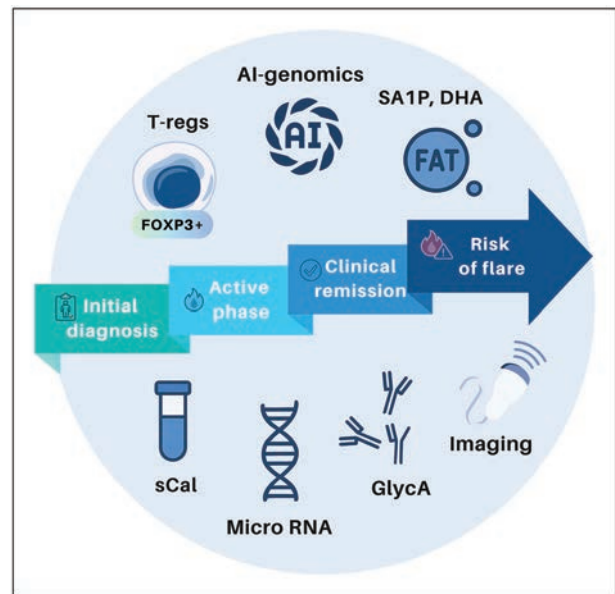 AI-genomics
SA1P, DHA
T-regs
AI
FAT
FOXP3+
Initial
diagnosis
Active
phase
Clinical
remission
Risk
of flare
sCal
Micro RNA
GlycA
Imaging